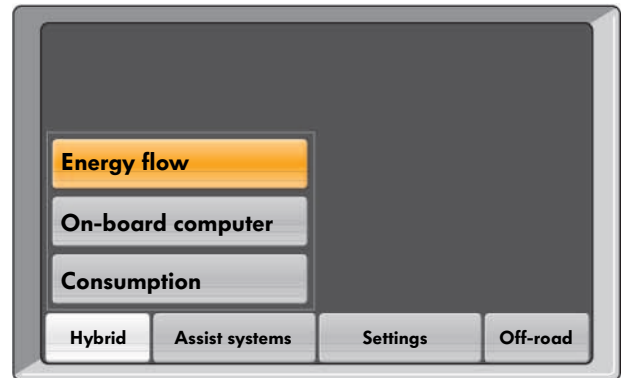 Energy flow
On-board computer
Consumption
Hybrid Assist systems Settings Off-road